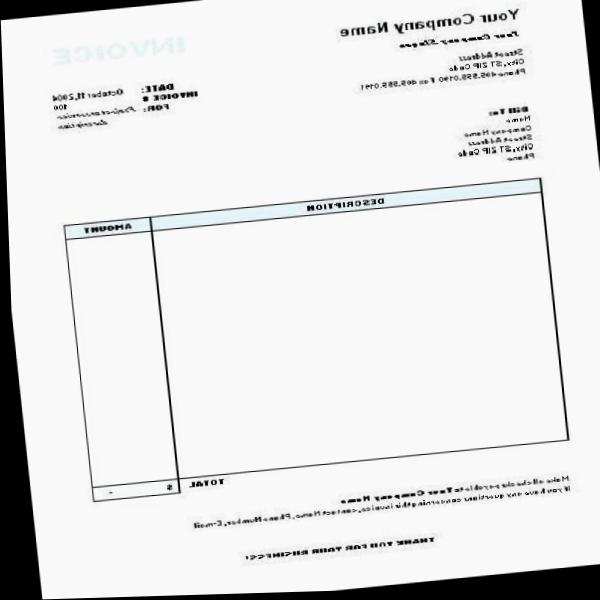 Your Company Name
Your Company Slogan
Street Address
City, ST ZIP Code
Phone 405.555.0190 Fax 405.555.0191
INVOICE
DATE: October 11, 2004
INVOICE # 100
FOR: Project or service description
Bill To:
Name
Company Name
Street Address
City, ST ZIP Code
Phone
DESCRIPTION AMOUNT
TOTAL $ -
Make all checks payable to Your Company Name
If you have any questions concerning this invoice, contact Name, Phone Number, E-mail
THANK YOU FOR YOUR BUSINESS!